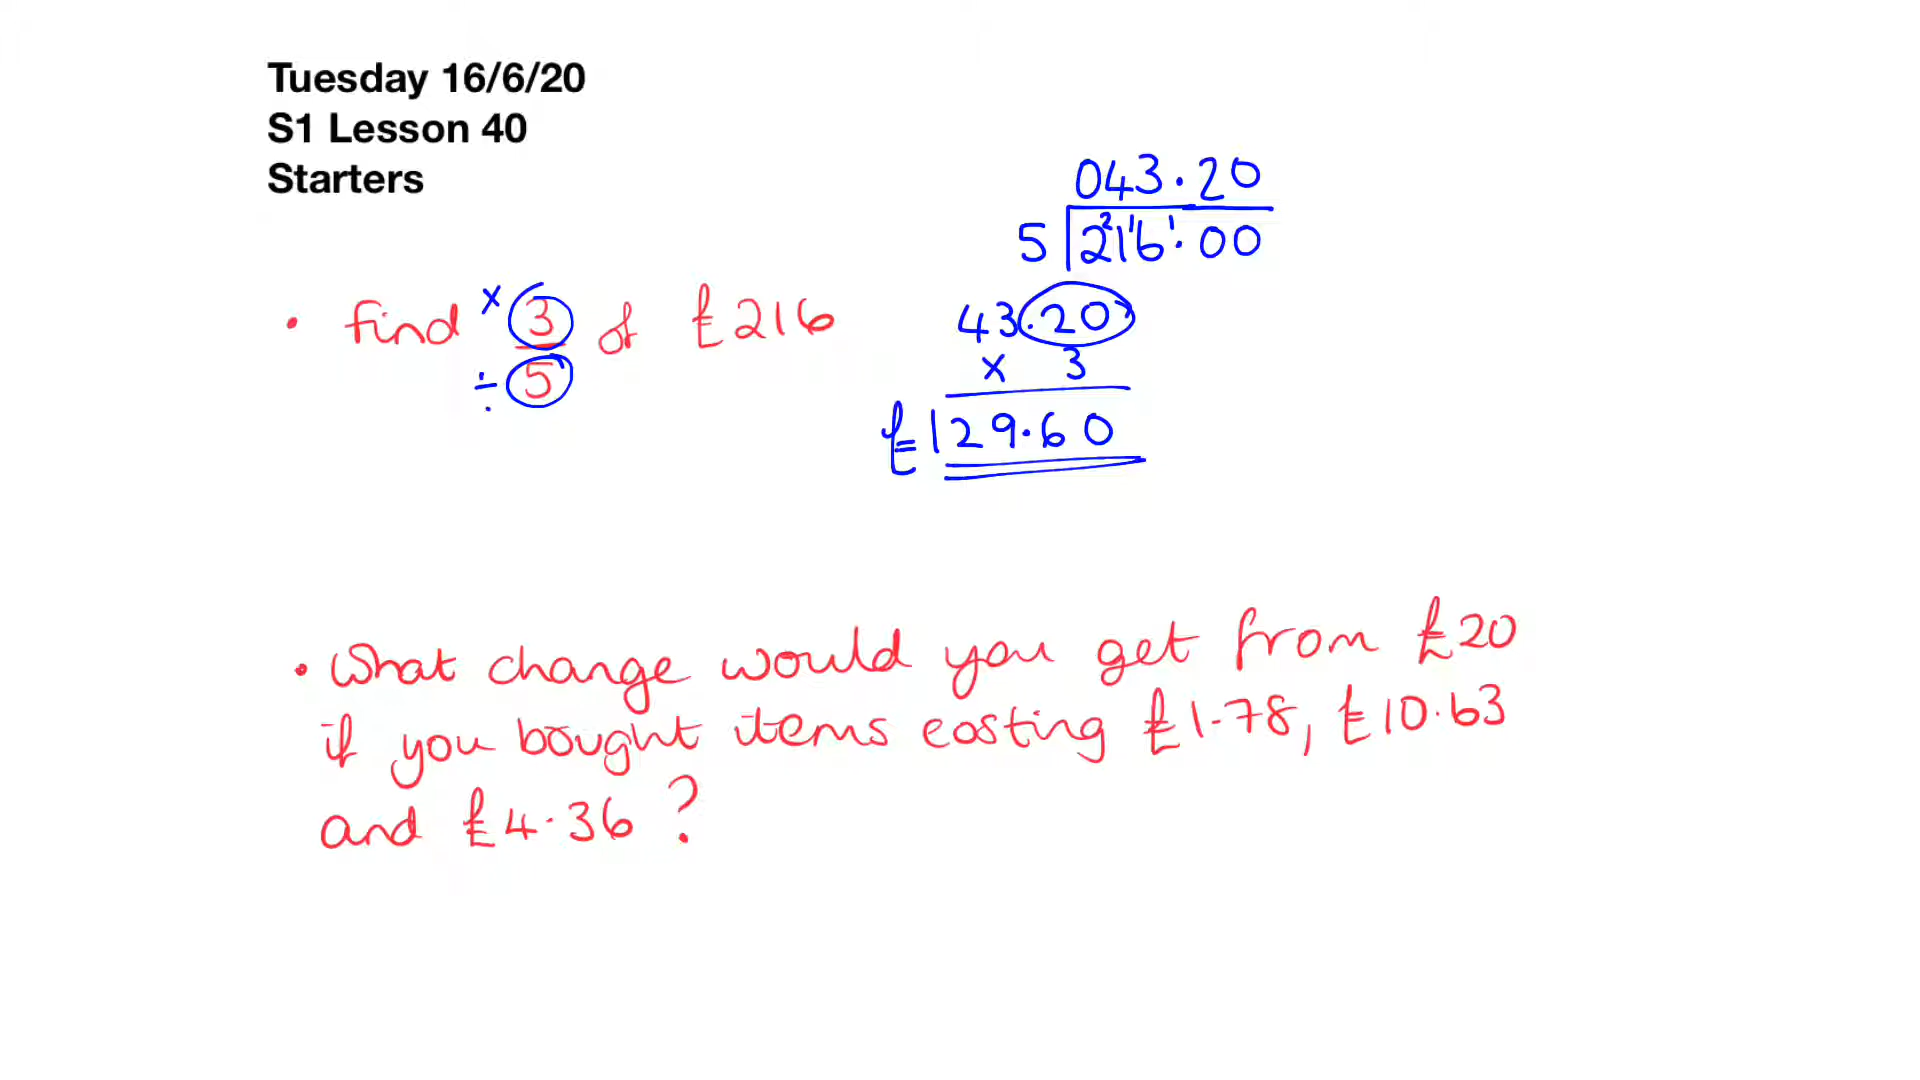 Tuesday 16/6/20
S1 Lesson 40
Starters
043.20
5 2²1¹6¹.00
• Find ×3/÷5 of £216
43.20
× 3
£129.60
• What change would you get from £20
if you bought items costing £1.78, £10.63
and £4.36?